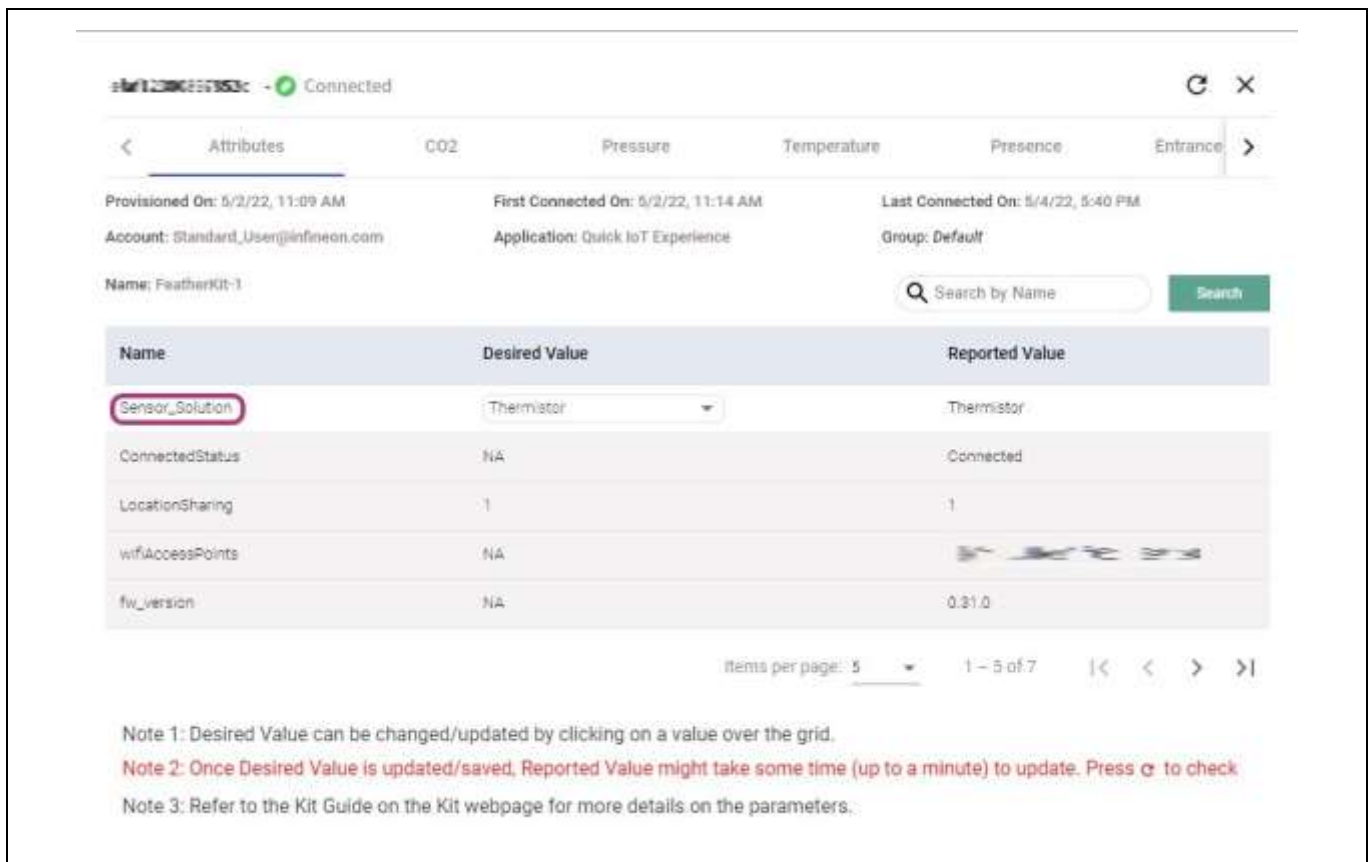 - Connected
Attributes CO2 Pressure Temperature Presence Entrance
Provisioned On: 5/2/22, 11:09 AM First Connected On: 5/2/22, 11:14 AM Last Connected On: 5/4/22, 5:40 PM
Account: Standard_User@infineon.com Application: Quick IoT Experience Group: Default
Name: FeatherKit-1 Search by Name Search
Name Desired Value Reported Value
Sensor_Solution Thermistor Thermistor
ConnectedStatus NA Connected
LocationSharing 1 1
wifiAccessPoints NA
fw_version NA 0.31.0
Items per page: 5 1 – 5 of 7
Note 1: Desired Value can be changed/updated by clicking on a value over the grid.
Note 2: Once Desired Value is updated/saved, Reported Value might take some time (up to a minute) to update. Press to check
Note 3: Refer to the Kit Guide on the Kit webpage for more details on the parameters.